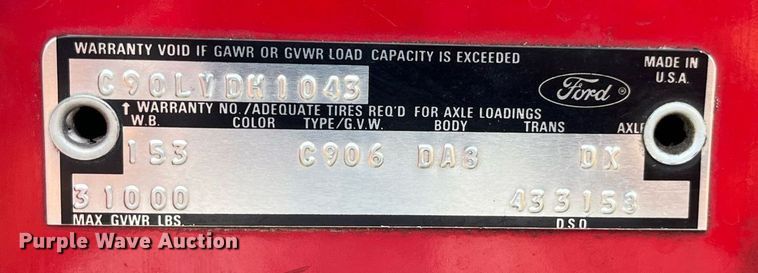 WARRANTY VOID IF GAWR OR GVWR LOAD CAPACITY IS EXCEEDED
MADE IN
U.S.A.
C90LVDH1043
Ford ®
↑ WARRANTY NO./ADEQUATE TIRES REQ'D FOR AXLE LOADINGS
W.B. COLOR TYPE/G.V.W. BODY TRANS AXLE
153 C906 DA3 DX
31000 433153
MAX GVWR LBS. D.S.O.
Purple Wave Auction